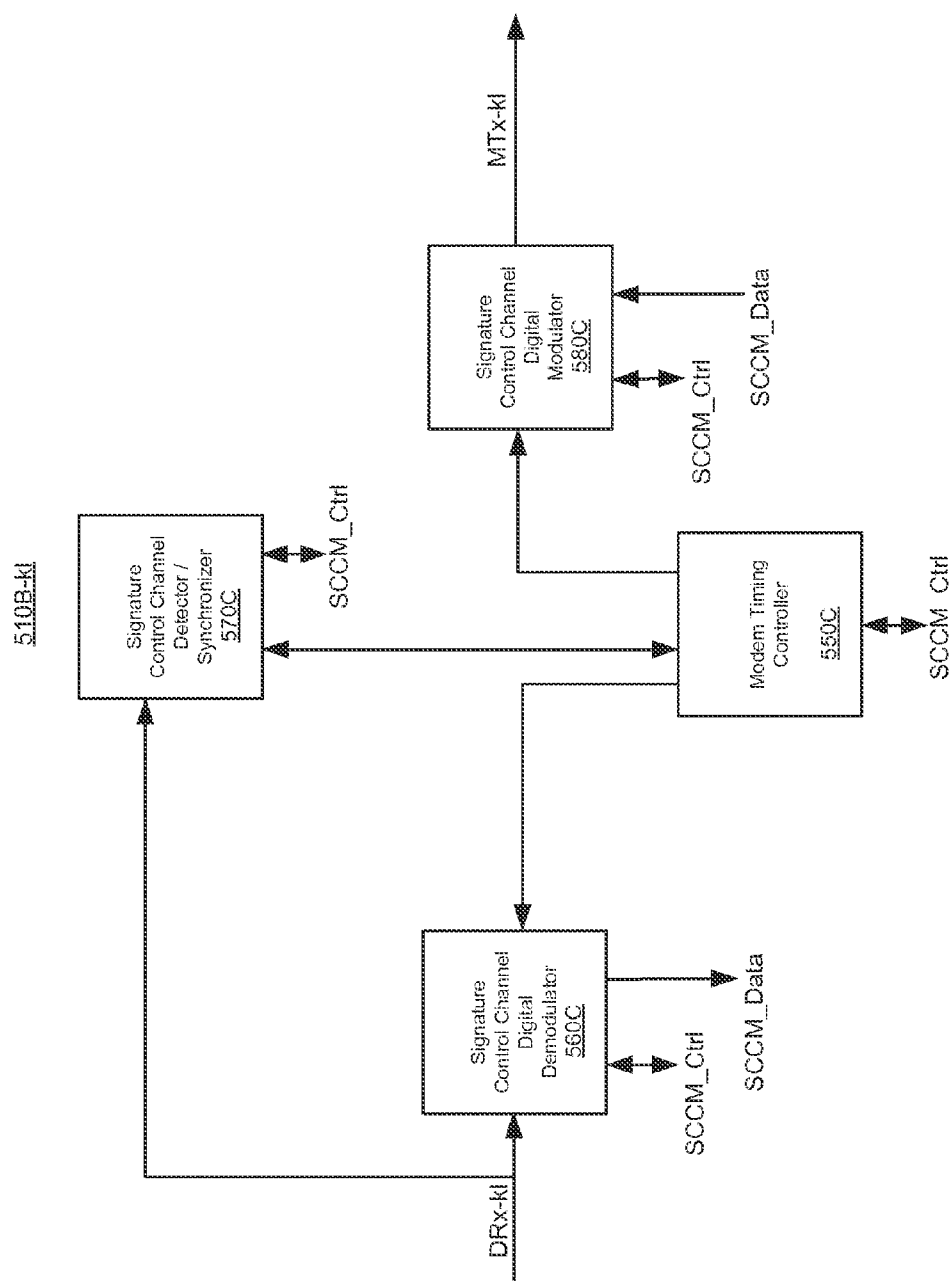 510B-kl
Signature
Control Channel
Detector /
Synchronizer
570C
SCCM_Ctrl
DRx-kl
Signature
Control Channel
Digital
Demodulator
560C
SCCM_Ctrl
SCCM_Data
Modem Timing
Controller
550C
SCCM_Ctrl
Signature
Control Channel
Digital
Modulator
580C
SCCM_Ctrl
SCCM_Data
MTx-kl